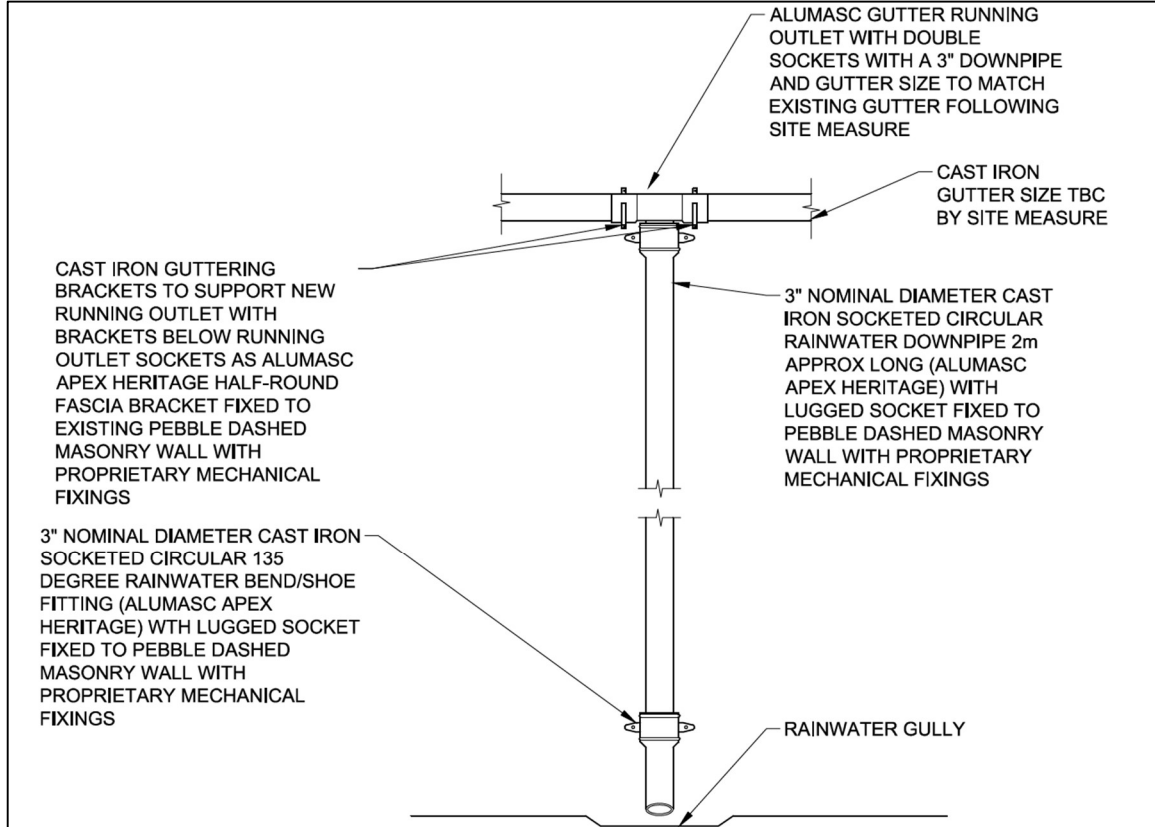 ALUMASC GUTTER RUNNING
OUTLET WITH DOUBLE
SOCKETS WITH A 3" DOWNPIPE
AND GUTTER SIZE TO MATCH
EXISTING GUTTER FOLLOWING
SITE MEASURE
CAST IRON
GUTTER SIZE TBC
BY SITE MEASURE
CAST IRON GUTTERING
BRACKETS TO SUPPORT NEW
RUNNING OUTLET WITH
BRACKETS BELOW RUNNING
OUTLET SOCKETS AS ALUMASC
APEX HERITAGE HALF-ROUND
FASCIA BRACKET FIXED TO
EXISTING PEBBLE DASHED
MASONRY WALL WITH
PROPRIETARY MECHANICAL
FIXINGS
3" NOMINAL DIAMETER CAST
IRON SOCKETED CIRCULAR
RAINWATER DOWNPIPE 2m
APPROX LONG (ALUMASC
APEX HERITAGE) WITH
LUGGED SOCKET FIXED TO
PEBBLE DASHED MASONRY
WALL WITH PROPRIETARY
MECHANICAL FIXINGS
3" NOMINAL DIAMETER CAST IRON
SOCKETED CIRCULAR 135
DEGREE RAINWATER BEND/SHOE
FITTING (ALUMASC APEX
HERITAGE) WTH LUGGED SOCKET
FIXED TO PEBBLE DASHED
MASONRY WALL WITH
PROPRIETARY MECHANICAL
FIXINGS
RAINWATER GULLY